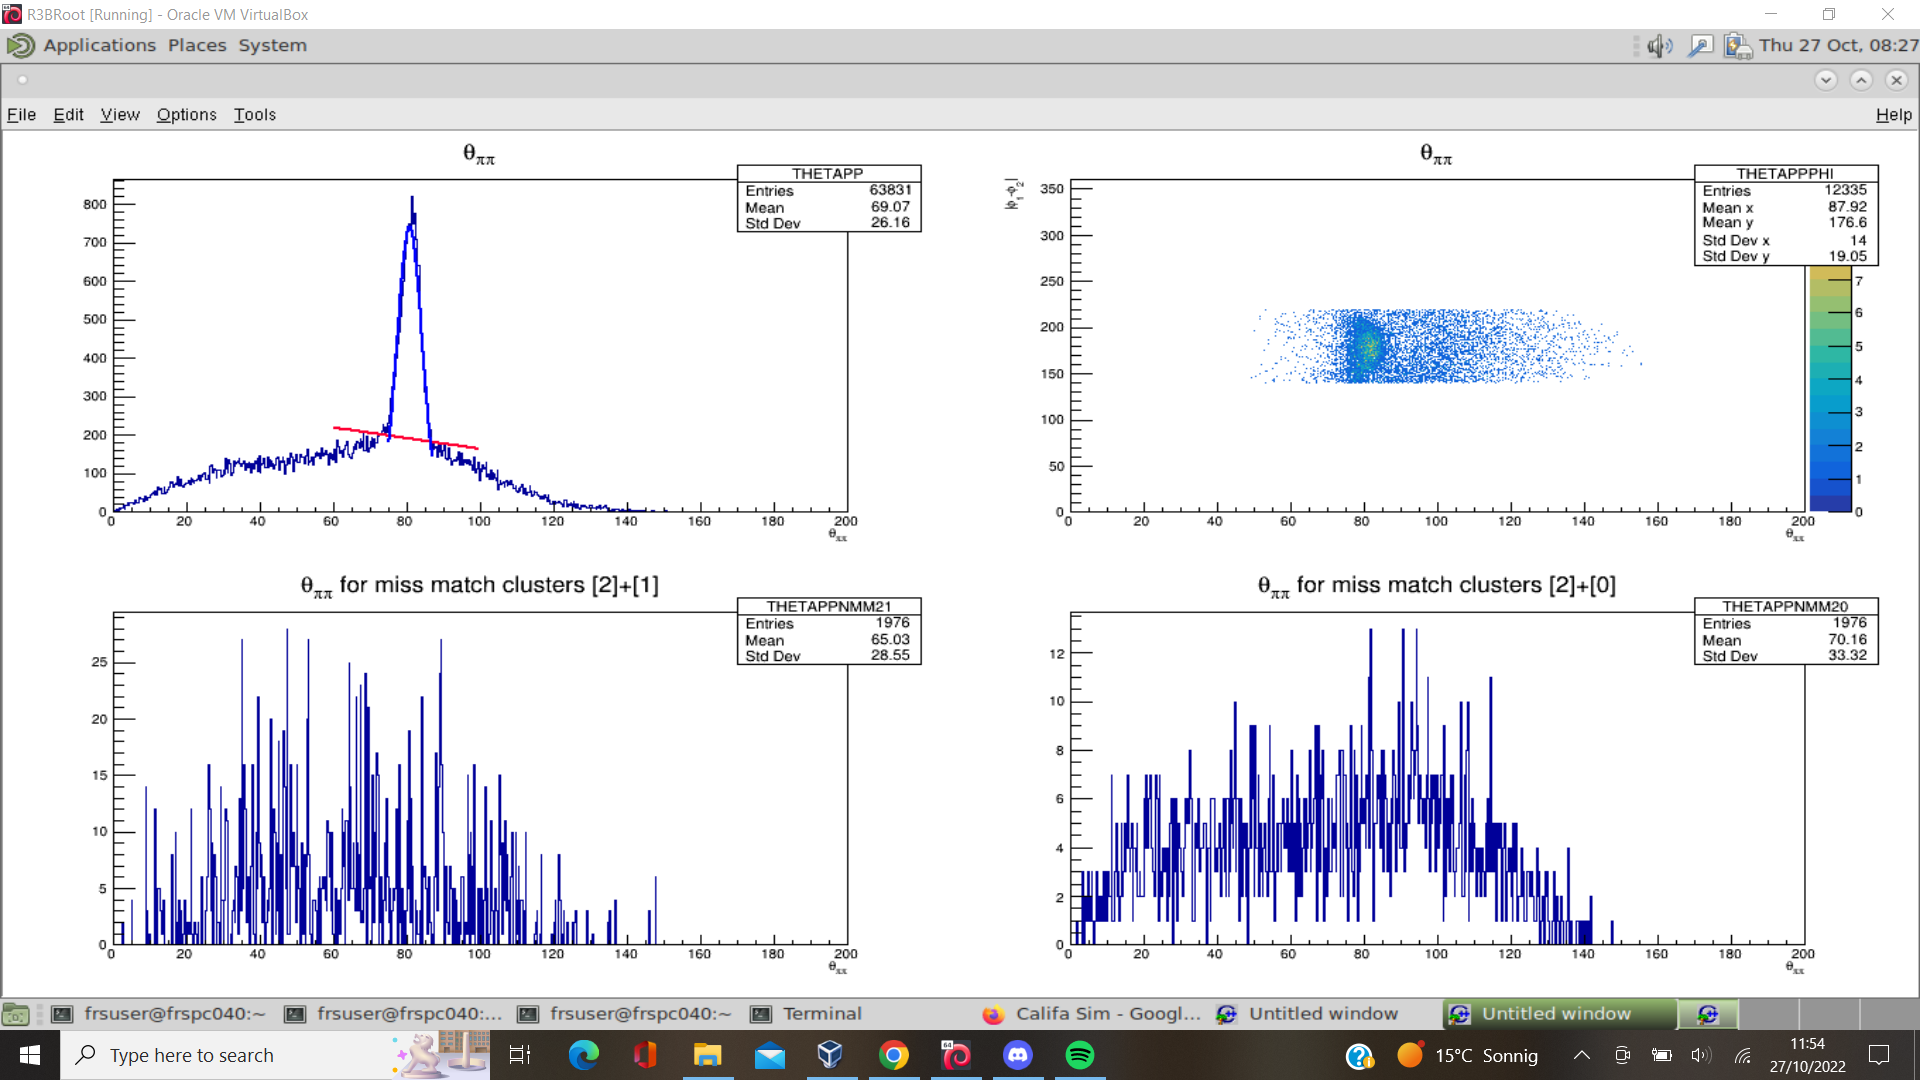 R3BRoot [Running] - Oracle VM VirtualBox
Applications Places System
Thu 27 Oct, 08:27
File Edit View Options Tools
Help
θππ
THETAPP
Entries 63831
Mean 69.07
Std Dev 26.16
800
700
600
500
400
300
200
100
0
0 20 40 60 80 100 120 140 160 180 200
θxx
θππ
|φ1-φ2|
THETAPPPHI
Entries 12335
Mean x 87.92
Mean y 176.6
Std Dev x 14
Std Dev y 19.05
350
300
250
200
150
100
50
0
0 20 40 60 80 100 120 140 160 180 200
θxx
7
6
5
4
3
2
1
0
θππ for miss match clusters [2]+[1]
THETAPPNMM21
Entries 1976
Mean 65.03
Std Dev 28.55
25
20
15
10
5
0
0 20 40 60 80 100 120 140 160 180 200
θxx
θππ for miss match clusters [2]+[0]
THETAPPNMM20
Entries 1976
Mean 70.16
Std Dev 33.32
12
10
8
6
4
2
0
0 20 40 60 80 100 120 140 160 180 200
θxx
frsuser@frspc040:~
frsuser@frspc040:...
frsuser@frspc040:~
Terminal
Califa Sim - Googl...
Untitled window
Untitled window
Type here to search
64
15°C Sonnig
11:54
27/10/2022